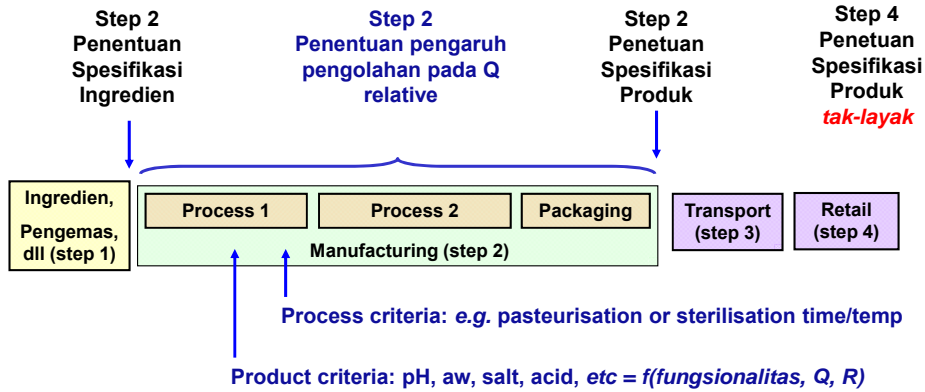 Step 2
Penentuan
Spesifikasi
Ingredien
Step 2
Penentuan pengaruh
pengolahan pada Q
relative
Step 2
Penetuan
Spesifikasi
Produk
Step 4
Penetuan
Spesifikasi
Produk
tak-layak
Ingredien,
Pengemas,
dll (step 1)
Process 1
Process 2
Packaging
Manufacturing (step 2)
Transport
(step 3)
Retail
(step 4)
Process criteria: e.g. pasteurisation or sterilisation time/temp
Product criteria: pH, aw, salt, acid, etc = f(fungsionalitas, Q, R)